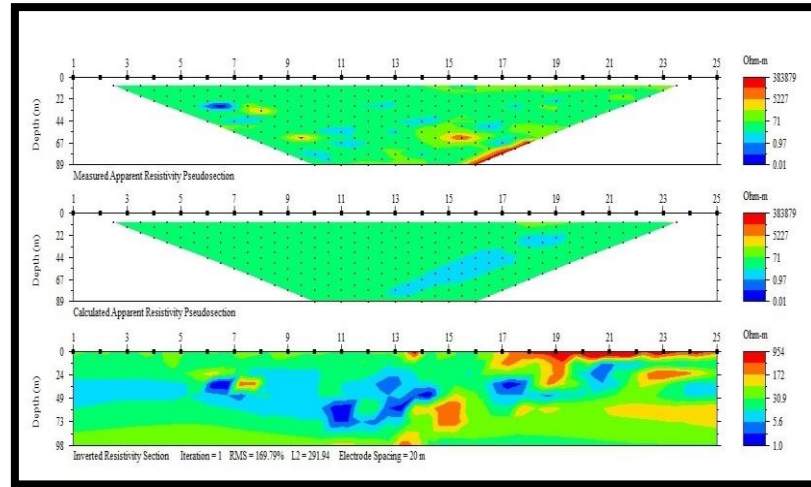 1 3 5 7 9 11 13 15 17 19 21 23 25 Ohm-m
0 383879
22 5227
44 71
67 0.97
89 0.01
Depth (m)
Measured Apparent Resistivity Pseudosection
1 3 5 7 9 11 13 15 17 19 21 23 25 Ohm-m
0 383879
22 5227
44 71
67 0.97
89 0.01
Depth (m)
Calculated Apparent Resistivity Pseudosection
1 3 5 7 9 11 13 15 17 19 21 23 25 Ohm-m
0 954
24 172
49 30.9
73 5.6
98 1.0
Depth (m)
Inverted Resistivity Section Iteration = 1 RMS = 169.79% L2 = 291.94 Electrode Spacing = 20 m